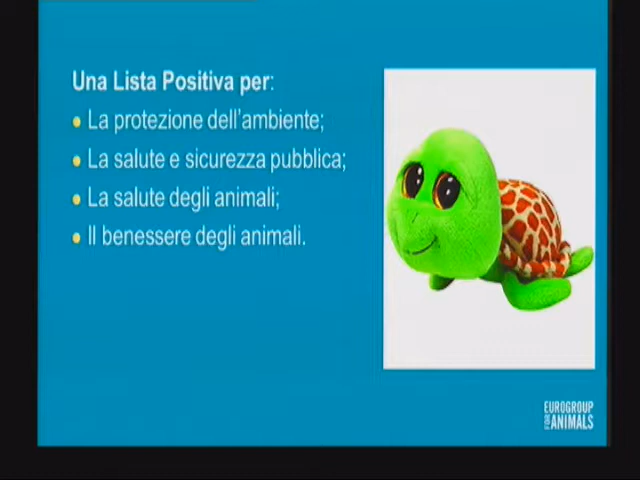 Una Lista Positiva per:
• La protezione dell'ambiente;
• La salute e sicurezza pubblica;
• La salute degli animali;
• Il benessere degli animali.
EUROGROUP
FOR ANIMALS